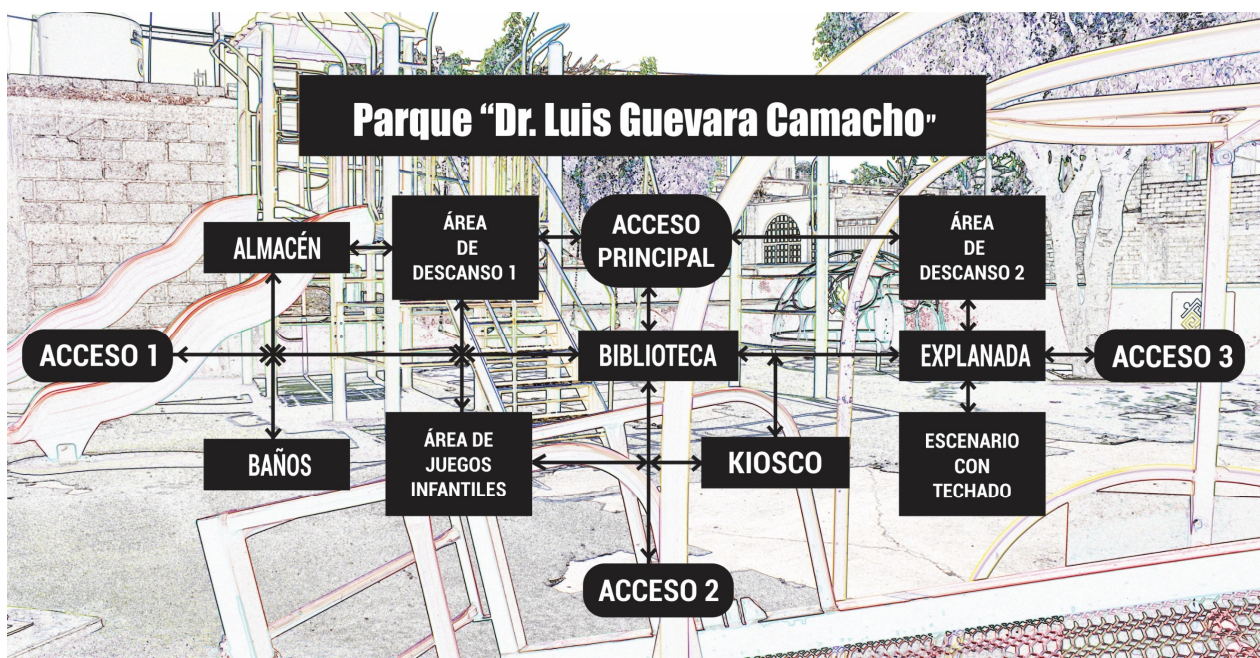 Parque “Dr. Luis Guevara Camacho”
ÁREA
DE
DESCANSO 1
ACCESO
PRINCIPAL
ÁREA
DE
DESCANSO 2
ALMACÉN
ACCESO 1
BIBLIOTECA
EXPLANADA
ACCESO 3
BAÑOS
ÁREA DE
JUEGOS
INFANTILES
KIOSCO
ESCENARIO
CON
TECHADO
ACCESO 2